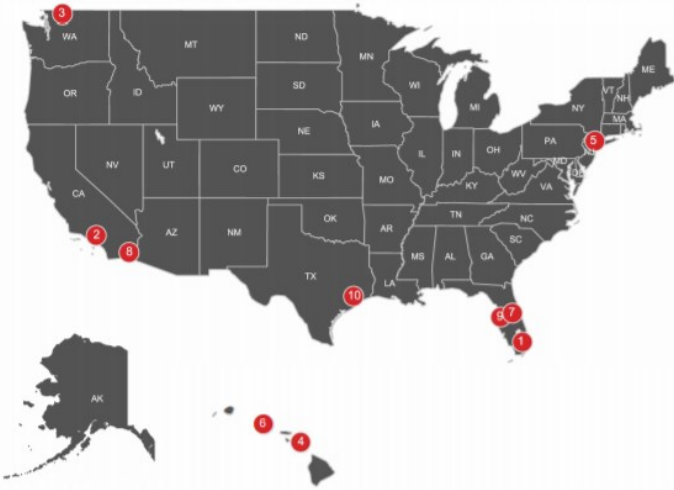 3
WA
MT
ND
MN
ME
OR
ID
SD
WI
MI
VT
NH
NY
MA
WY
IA
NE
PA
5
NV
UT
CO
IL
IN
OH
MD
DE
WV
VA
CA
KS
MO
KY
2
8
AZ
NM
OK
AR
TN
NC
SC
MS
AL
GA
TX
LA
10
9
7
1
AK
6
4